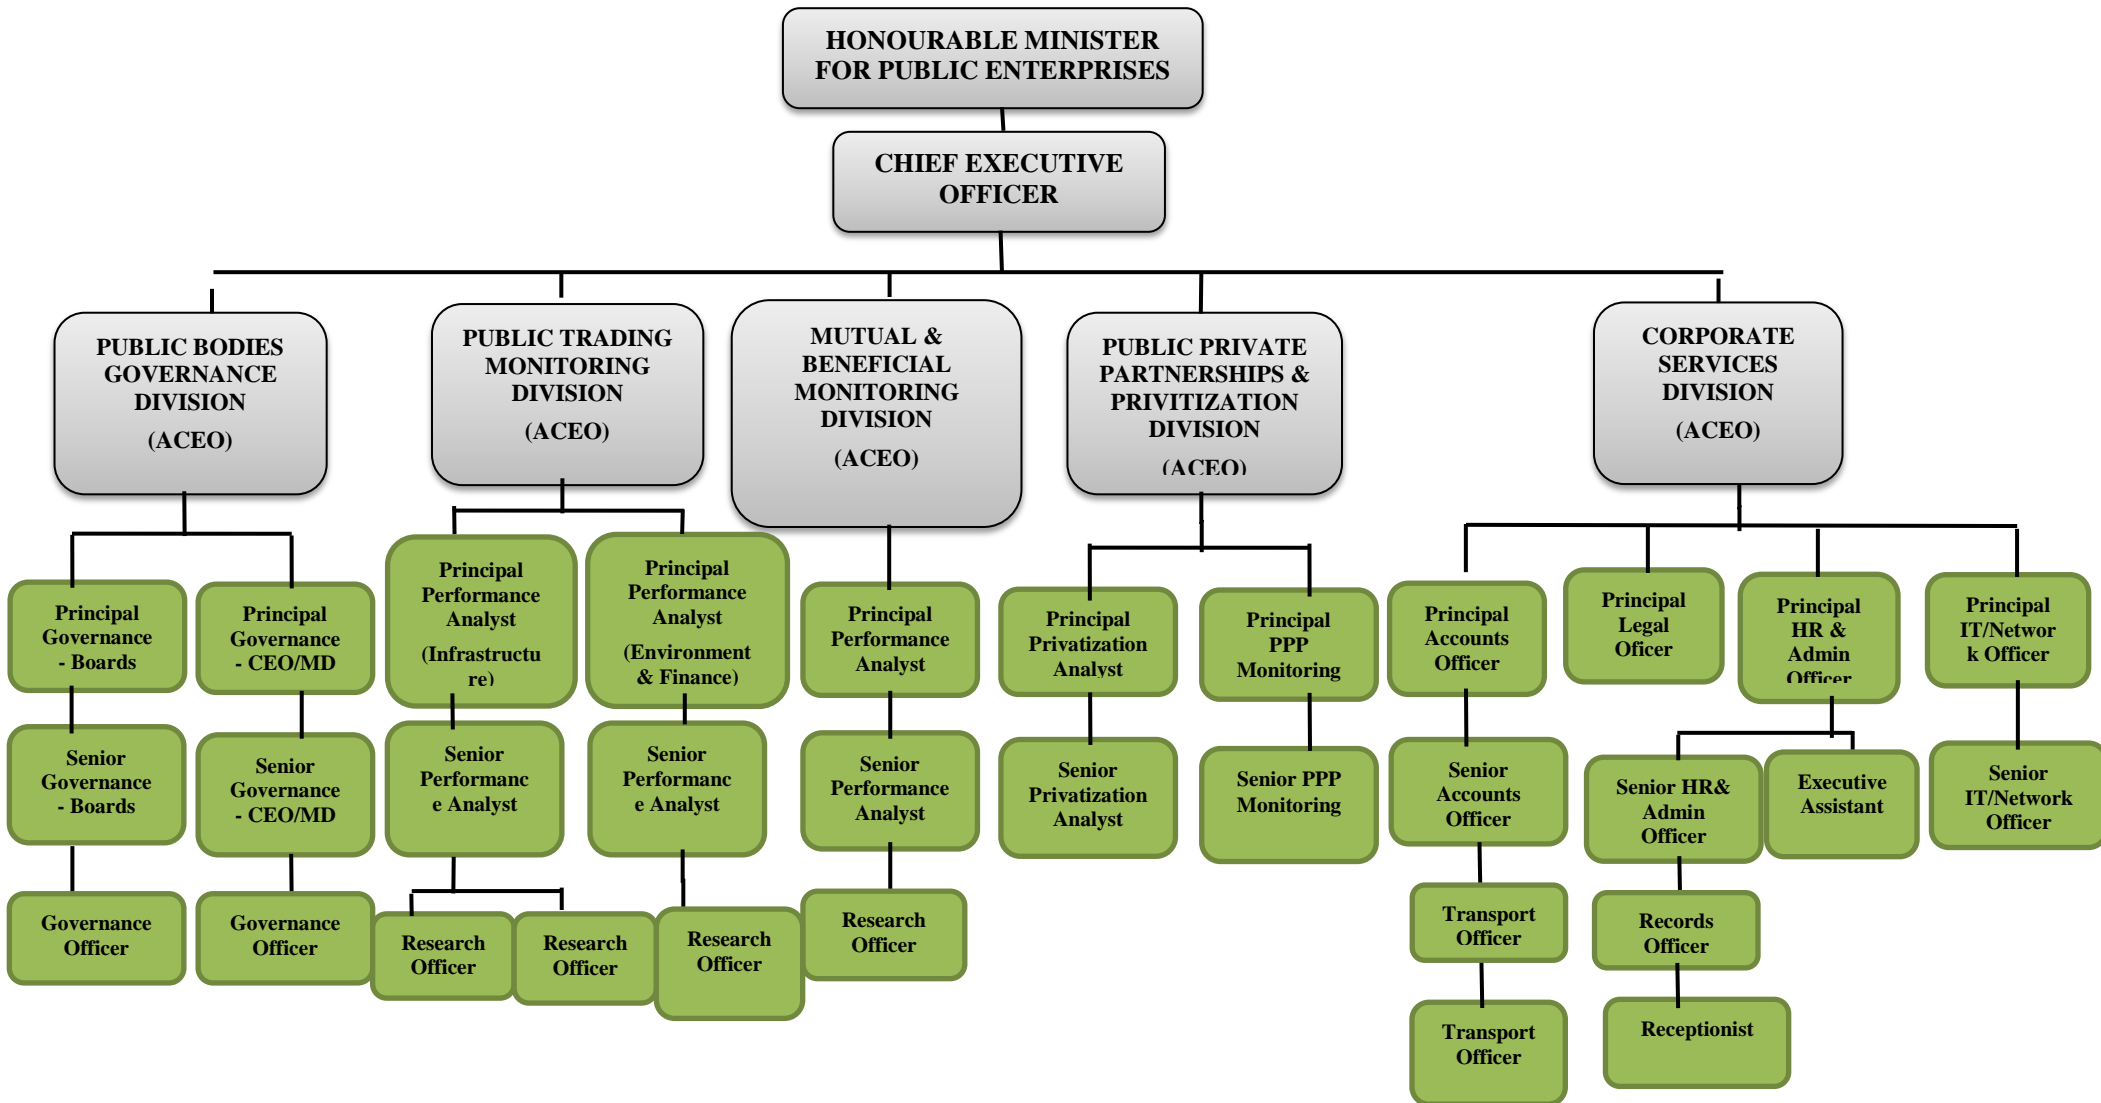 HONOURABLE MINISTER
FOR PUBLIC ENTERPRISES
CHIEF EXECUTIVE
OFFICER
PUBLIC BODIES
GOVERNANCE
DIVISION
(ACEO)
PUBLIC TRADING
MONITORING
DIVISION
(ACEO)
MUTUAL &
BENEFICIAL
MONITORING
DIVISION
(ACEO)
PUBLIC PRIVATE
PARTNERSHIPS &
PRIVITIZATION
DIVISION
(ACEO)
CORPORATE
SERVICES
DIVISION
(ACEO)
Principal
Governance
- Boards
Principal
Governance
- CEO/MD
Principal
Performance
Analyst
(Infrastructu
re)
Principal
Performance
Analyst
(Environment
& Finance)
Principal
Performance
Analyst
Principal
Privatization
Analyst
Principal
PPP
Monitoring
Principal
Accounts
Officer
Principal
Legal
Oficer
Principal
HR &
Admin
Officer
Principal
IT/Networ
k Officer
Senior
Governance
- Boards
Senior
Governance
- CEO/MD
Senior
Performanc
e Analyst
Senior
Performanc
e Analyst
Senior
Performance
Analyst
Senior
Privatization
Analyst
Senior PPP
Monitoring
Senior
Accounts
Officer
Senior HR&
Admin
Officer
Executive
Assistant
Senior
IT/Network
Officer
Governance
Officer
Governance
Officer
Research
Officer
Research
Officer
Research
Officer
Research
Officer
Transport
Officer
Records
Officer
Transport
Officer
Receptionist